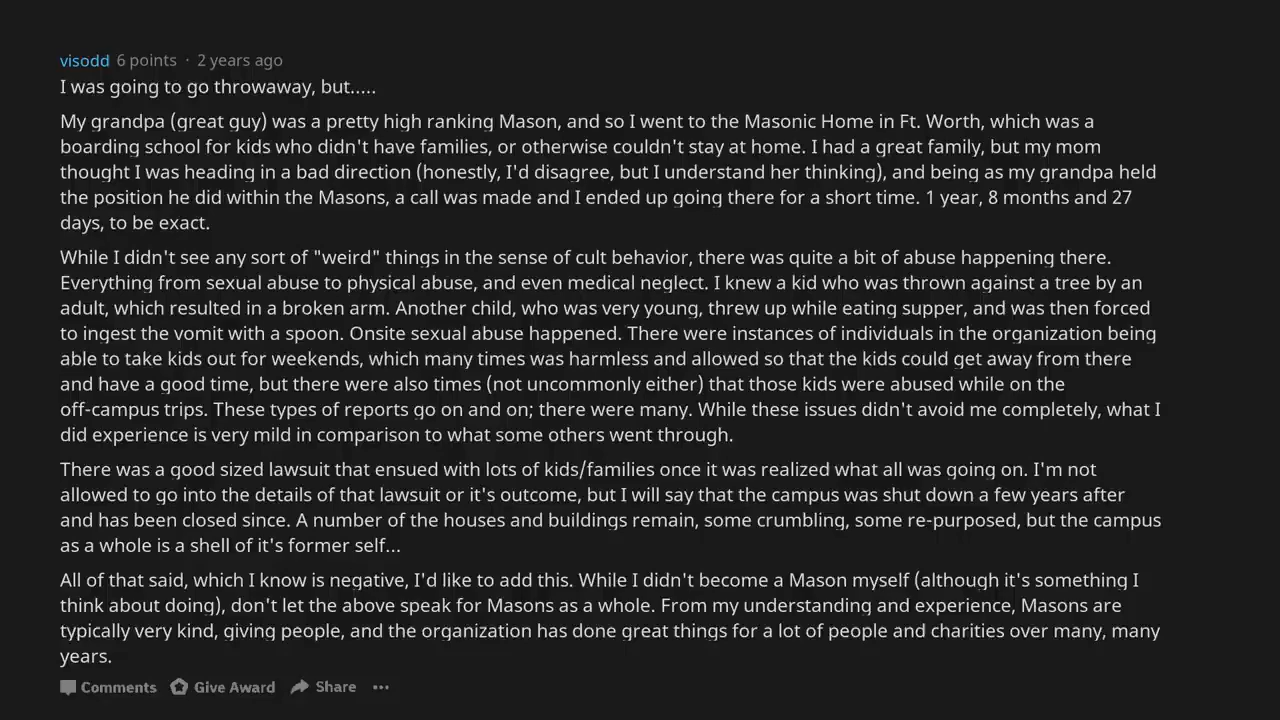 visodd 6 points · 2 years ago
I was going to go throwaway, but.....
My grandpa (great guy) was a pretty high ranking Mason, and so I went to the Masonic Home in Ft. Worth, which was a
boarding school for kids who didn't have families, or otherwise couldn't stay at home. I had a great family, but my mom
thought I was heading in a bad direction (honestly, I'd disagree, but I understand her thinking), and being as my grandpa held
the position he did within the Masons, a call was made and I ended up going there for a short time. 1 year, 8 months and 27
days, to be exact.
While I didn't see any sort of "weird" things in the sense of cult behavior, there was quite a bit of abuse happening there.
Everything from sexual abuse to physical abuse, and even medical neglect. I knew a kid who was thrown against a tree by an
adult, which resulted in a broken arm. Another child, who was very young, threw up while eating supper, and was then forced
to ingest the vomit with a spoon. Onsite sexual abuse happened. There were instances of individuals in the organization being
able to take kids out for weekends, which many times was harmless and allowed so that the kids could get away from there
and have a good time, but there were also times (not uncommonly either) that those kids were abused while on the
off-campus trips. These types of reports go on and on; there were many. While these issues didn't avoid me completely, what I
did experience is very mild in comparison to what some others went through.
There was a good sized lawsuit that ensued with lots of kids/families once it was realized what all was going on. I'm not
allowed to go into the details of that lawsuit or it's outcome, but I will say that the campus was shut down a few years after
and has been closed since. A number of the houses and buildings remain, some crumbling, some re-purposed, but the campus
as a whole is a shell of it's former self...
All of that said, which I know is negative, I'd like to add this. While I didn't become a Mason myself (although it's something I
think about doing), don't let the above speak for Masons as a whole. From my understanding and experience, Masons are
typically very kind, giving people, and the organization has done great things for a lot of people and charities over many, many
years.
Comments Give Award Share ···